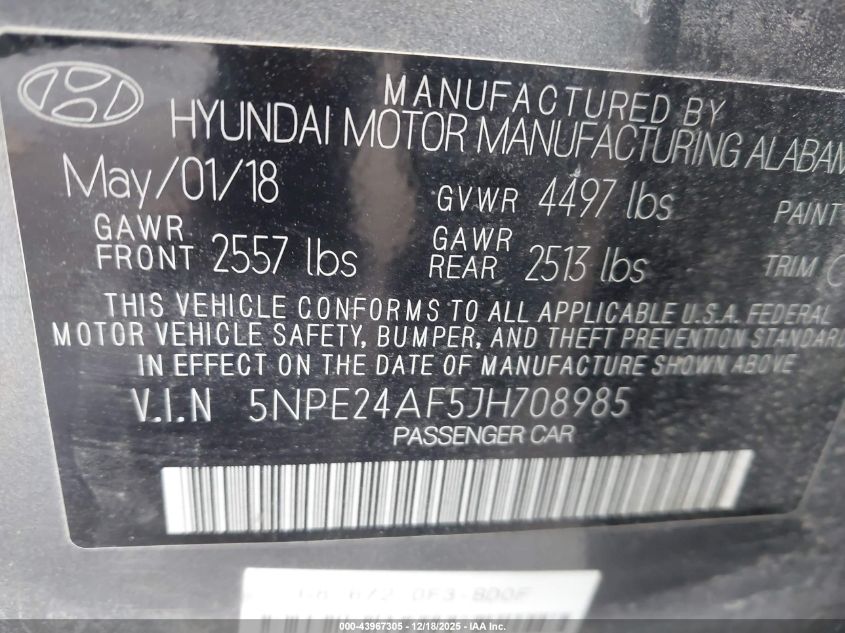 MANUFACTURED BY
HYUNDAI MOTOR MANUFACTURING ALABAM
May/01/18 GVWR 4497 lbs PAINT
GAWR FRONT 2557 lbs GAWR REAR 2513 lbs TRIM
THIS VEHICLE CONFORMS TO ALL APPLICABLE U.S.A. FEDERAL
MOTOR VEHICLE SAFETY, BUMPER, AND THEFT PREVENTION STANDARD
IN EFFECT ON THE DATE OF MANUFACTURE SHOWN ABOVE
V.I.N 5NPE24AF5JH708985
PASSENGER CAR
000-43967305 - 12/18/2025 - IAA Holdings, LLC.